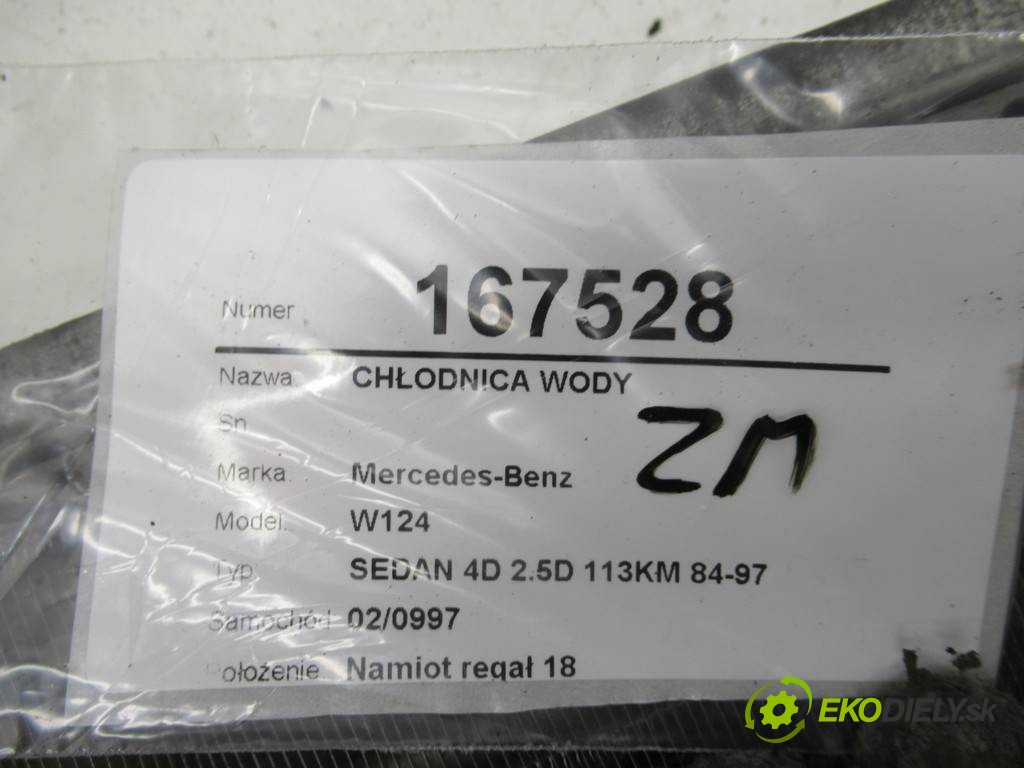 Numer 167528
Nazwa: CHŁODNICA WODY
Sn
ZM
Marka: Mercedes-Benz
Model: W124
Typ: SEDAN 4D 2.5D 113KM 84-97
Samochód: 02/0997
Położenie: Namiot regał 18
EKODIELY.sk